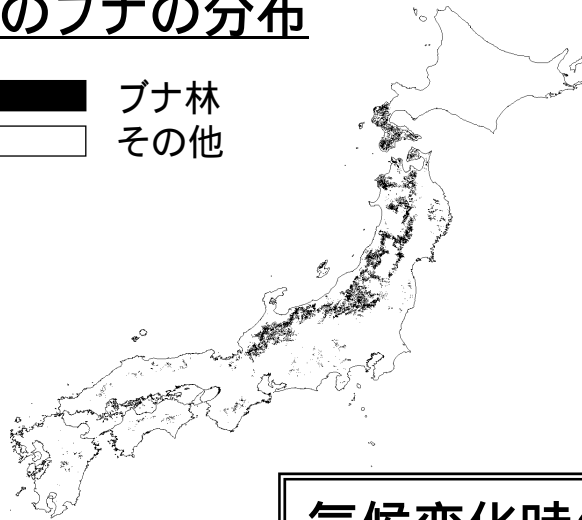 のブナの分布
ブナ林
その他
気候変化時